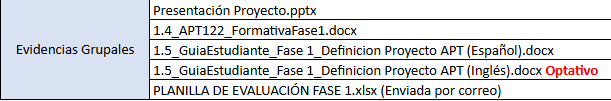 Presentación Proyecto.pptx
1.4_APT122_FormativaFase1.docx
Evidencias Grupales
1.5_GuiaEstudiante_Fase 1_Definicion Proyecto APT (Español).docx
1.5_GuiaEstudiante_Fase 1_Definicion Proyecto APT (Inglés).docx Optativo
PLANILLA DE EVALUACIÓN FASE 1.xlsx (Enviada por correo)